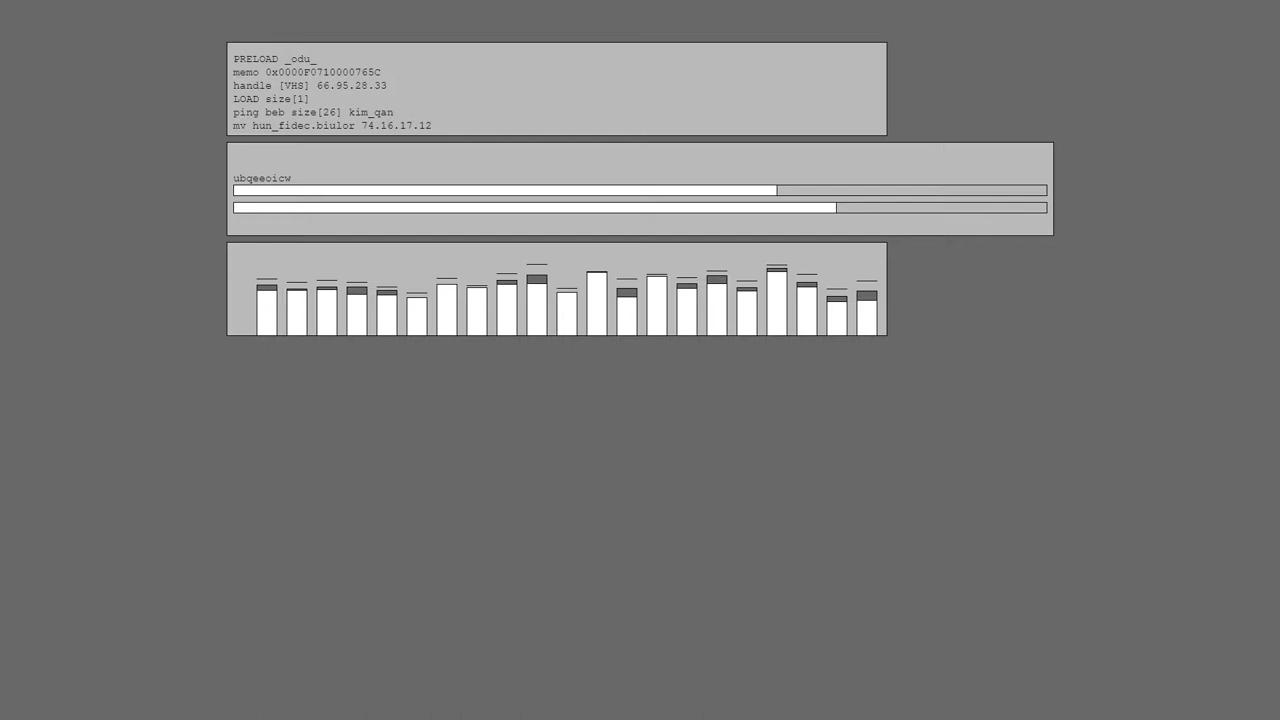 PRELOAD _odu_
memo 0x0000F0710000765C
handle [VHS] 66.95.28.33
LOAD size[1]
ping beb size[26] kim_qan
mv hun_fidec.biulor 74.16.17.12
ubqeeoicw